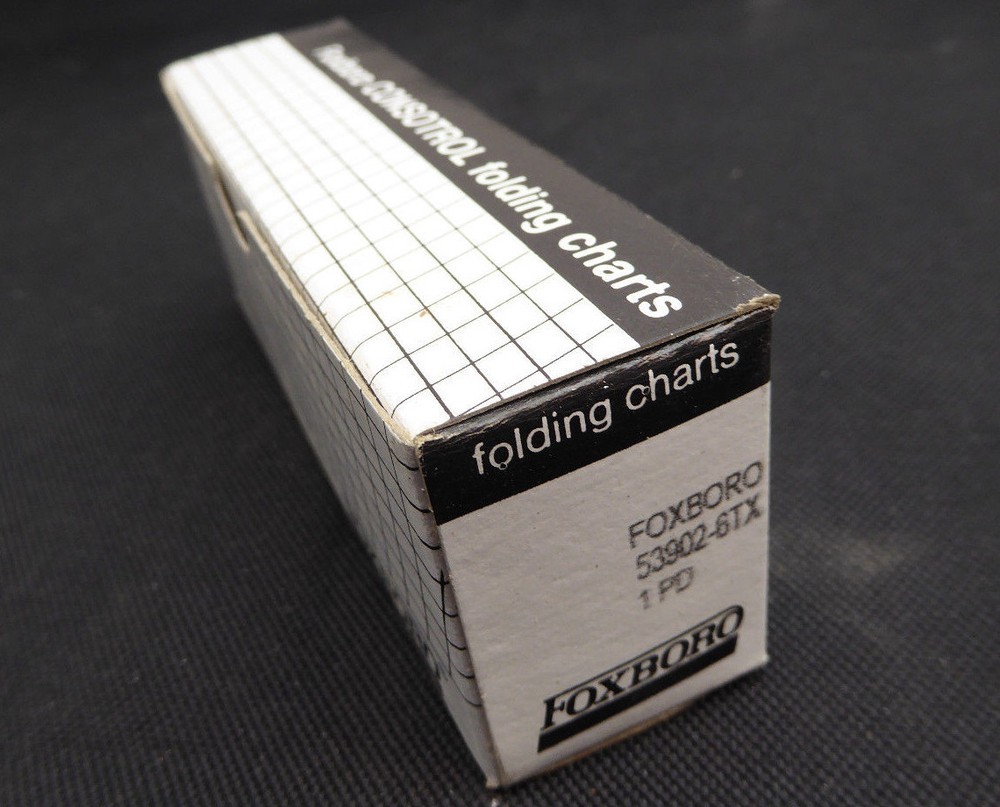 CONSOTROL folding charts
folding charts
FOXBORO
53902-6TX
1 PD
FOXBORO